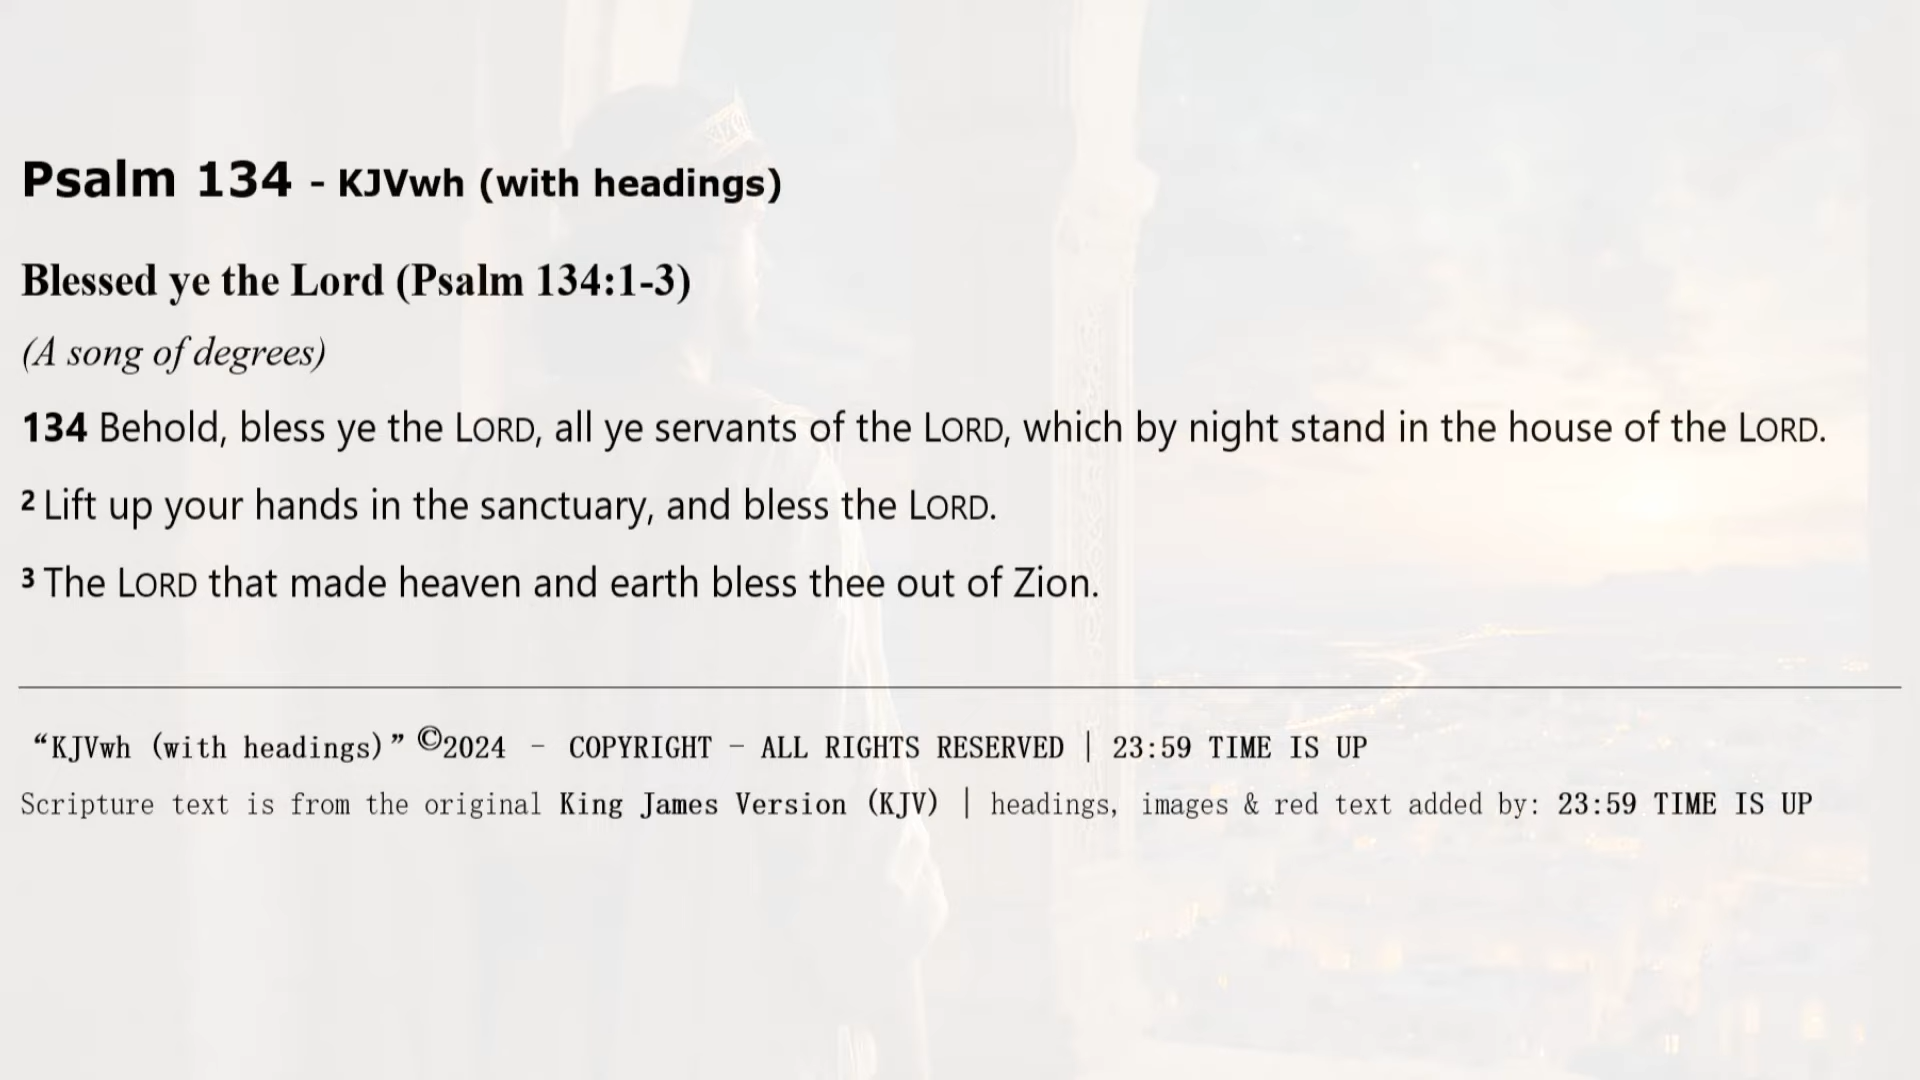 Psalm 134 - KJVwh (with headings)
Blessed ye the Lord (Psalm 134:1-3)
(A song of degrees)
134 Behold, bless ye the LORD, all ye servants of the LORD, which by night stand in the house of the LORD.
2 Lift up your hands in the sanctuary, and bless the LORD.
3 The LORD that made heaven and earth bless thee out of Zion.
“KJVwh (with headings)” ©2024 – COPYRIGHT – ALL RIGHTS RESERVED | 23:59 TIME IS UP
Scripture text is from the original King James Version (KJV) | headings, images & red text added by: 23:59 TIME IS UP